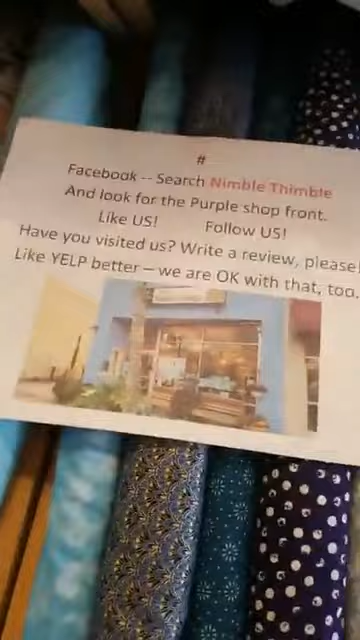 #
Facebook -- Search Nimble Thimble
And look for the Purple shop front.
Like US! Follow US!
Have you visited us? Write a review, please!
Like YELP better – we are OK with that, too.